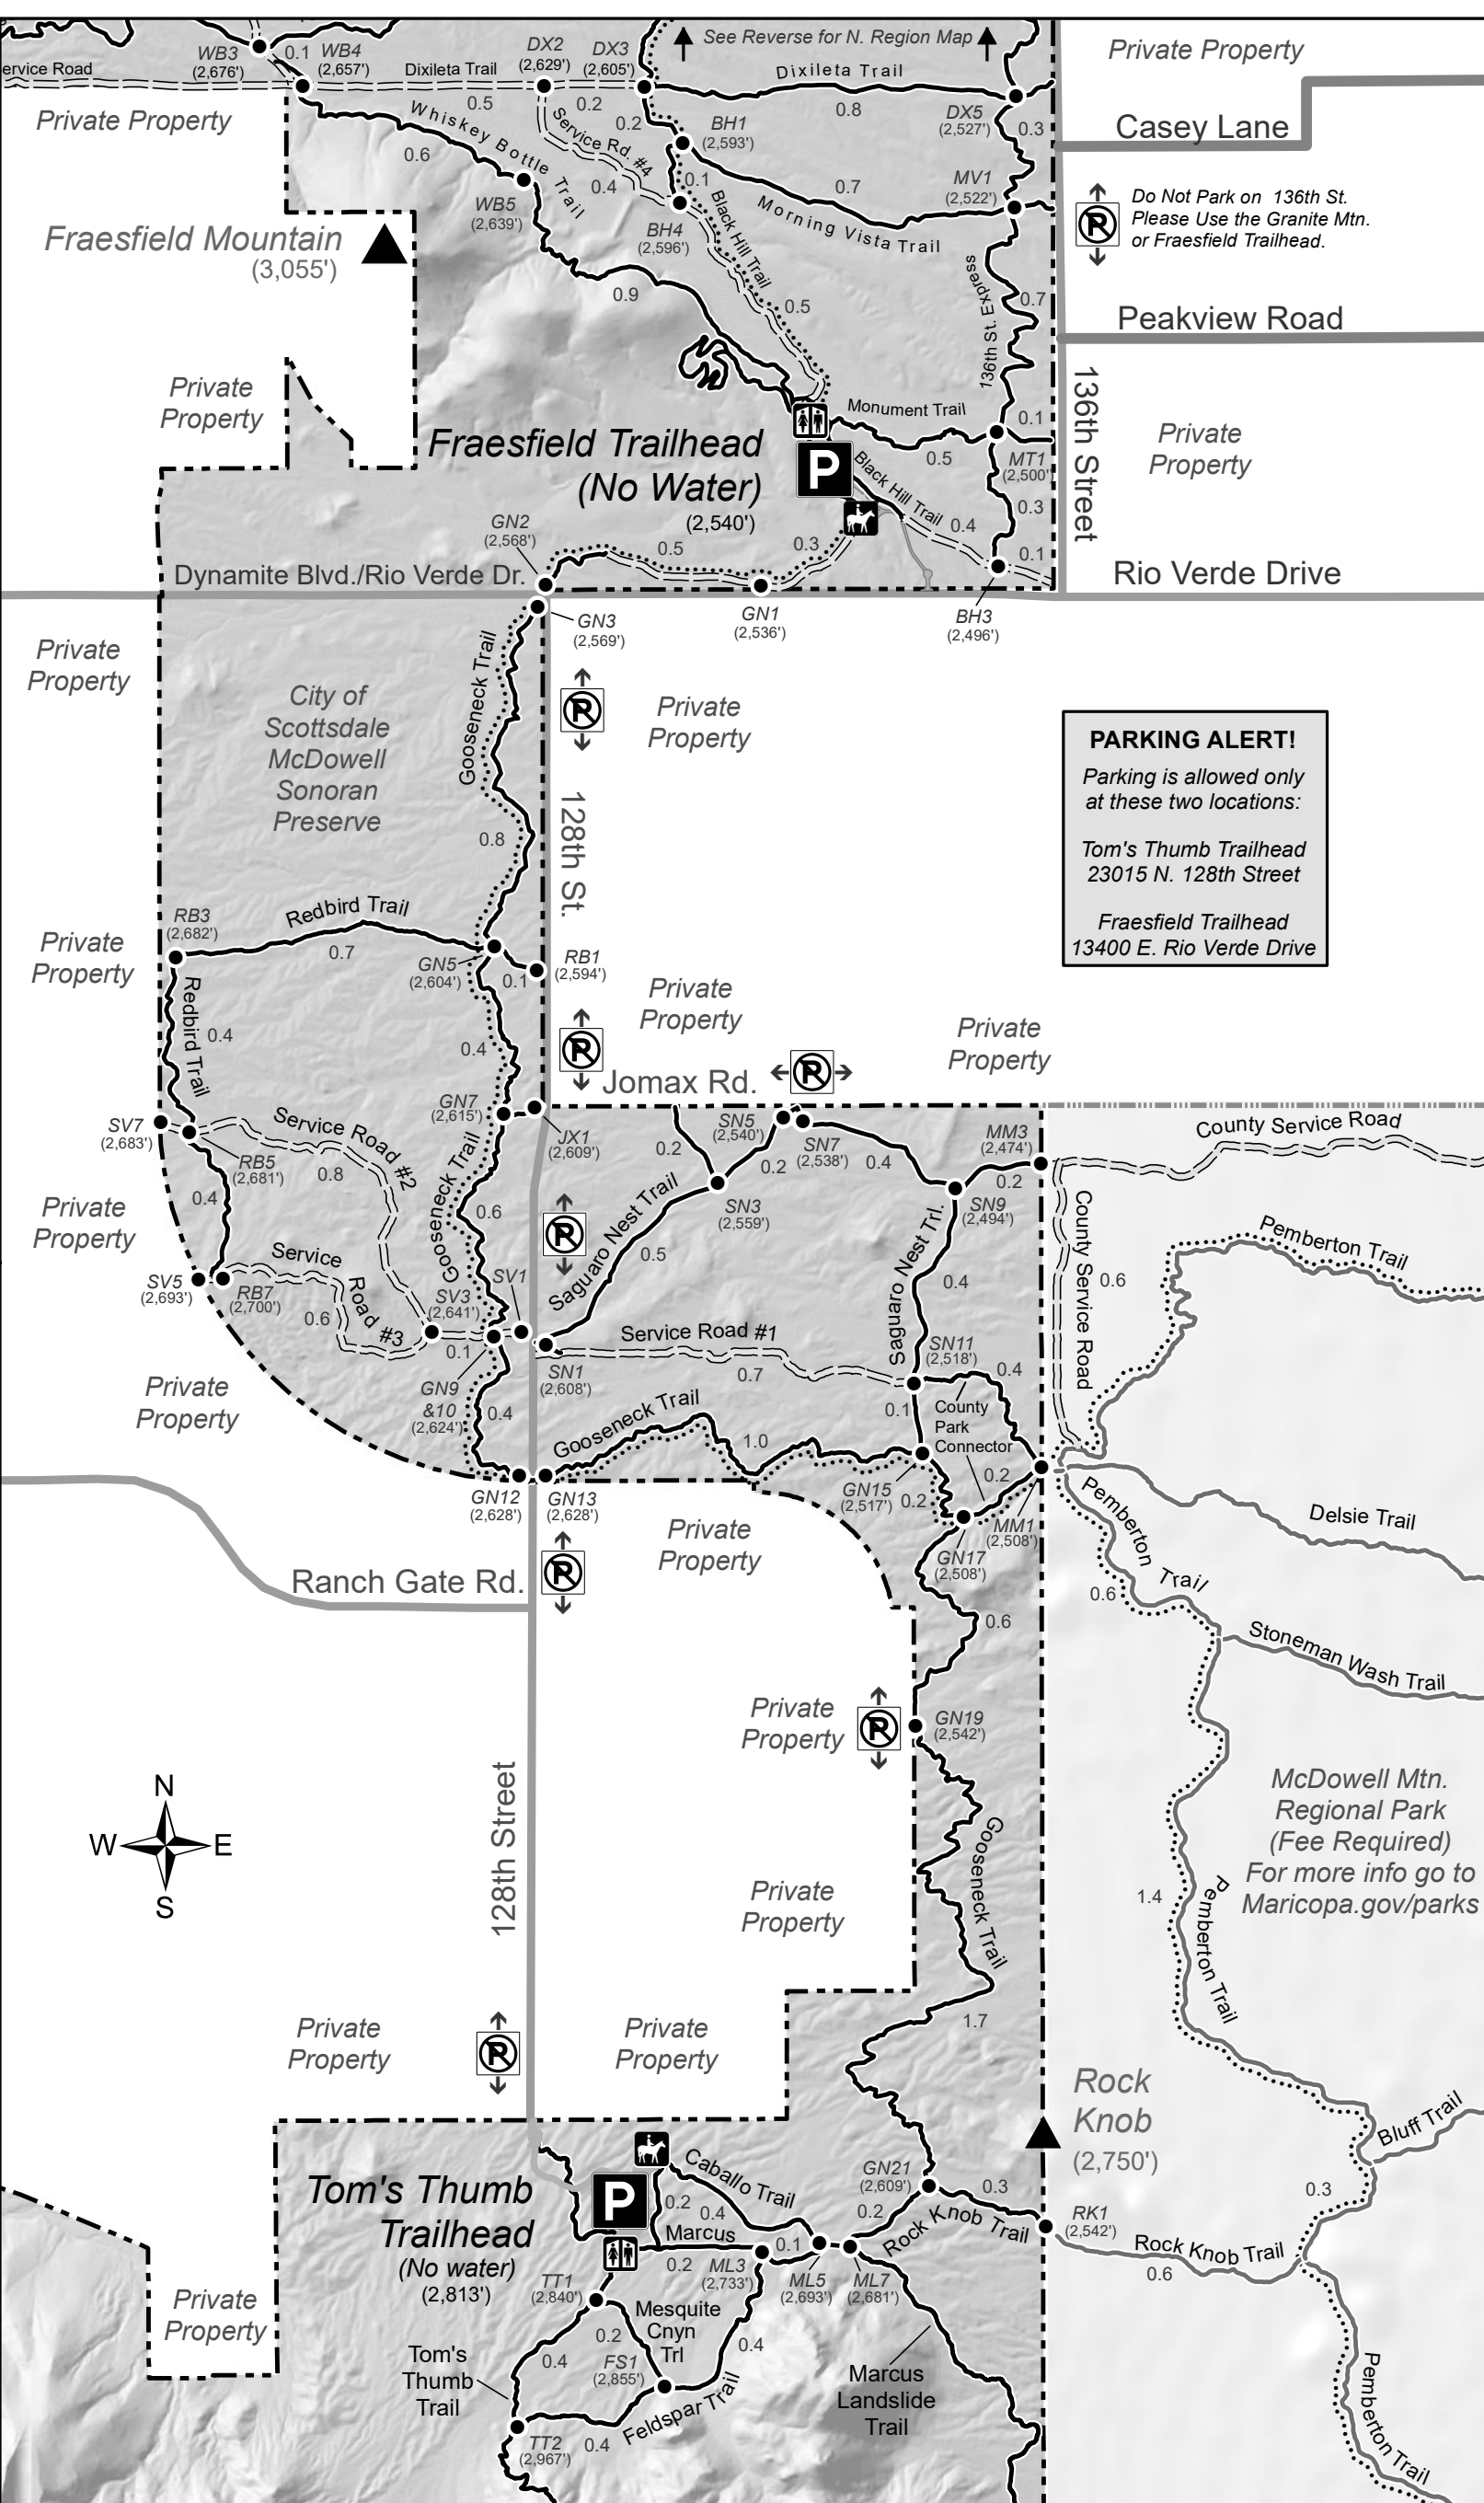 See Reverse for N. Region Map
Private Property
WB3
(2,676')
0.1
WB4
(2,657')
DX2
(2,629')
DX3
(2,605')
ervice Road
Dixileta Trail
Dixileta Trail
0.5
0.2
0.8
DX5
(2,527')
Casey Lane
Private Property
Whiskey Bottle Trail
Service Rd. #4
0.2
BH1
(2,593')
0.3
0.6
0.4
0.1
0.7
MV1
(2,522')
WB5
(2,639')
BH4
(2,596')
Black Hill Trail
Morning Vista Trail
Do Not Park on 136th St.
Please Use the Granite Mtn.
or Fraesfield Trailhead.
Fraesfield Mountain
(3,055')
0.9
0.5
136th St. Express
0.7
Peakview Road
Private
Property
136th Street
Monument Trail
0.1
Private
Property
Fraesfield Trailhead
(No Water)
(2,540')
P
Black Hill Trail
0.5
MT1
(2,500'
0.3
0.4
0.1
GN2
(2,568')
0.5
0.3
Dynamite Blvd./Rio Verde Dr.
Rio Verde Drive
GN3
(2,569')
GN1
(2,536')
BH3
(2,496')
Private
Property
Gooseneck Trail
City of
Scottsdale
McDowell
Sonoran
Preserve
Private
Property
PARKING ALERT!
Parking is allowed only
at these two locations:
Tom's Thumb Trailhead
23015 N. 128th Street
Fraesfield Trailhead
13400 E. Rio Verde Drive
128th St.
0.8
RB3
(2,682')
Redbird Trail
0.7
Private
Property
GN5
(2,604')
0.1
RB1
(2,594')
Private
Property
Redbird Trail
0.4
0.4
Private
Property
Jomax Rd.
GN7
(2,615')
JX1
(2,609')
SV7
(2,683')
RB5
(2,681')
Service Road #2
0.8
Gooseneck Trail
0.2
SN5
(2,540')
SN7
(2,538')
0.2
0.4
MM3
(2,474')
0.2
County Service Road
0.4
Private
Property
0.6
Saguaro Nest Trail
SN3
(2,559')
0.5
SN9
(2,494')
Saguaro Nest Trl.
0.4
County Service Road
0.6
Pemberton Trail
SV5
(2,693')
RB7
(2,700')
Service Road #3
0.6
SV3
(2,641')
SV1
0.1
SN1
(2,608')
Service Road #1
0.7
SN11
(2,518')
0.4
Private
Property
GN9
&10
(2,624')
0.4
Gooseneck Trail
1.0
0.1
County
Park
Connector
0.2
GN12
(2,628')
GN13
(2,628')
GN15
(2,517')
0.2
MM1
(2,508')
GN17
(2,508')
Private
Property
Pemberton Trail
0.6
Delsie Trail
Ranch Gate Rd.
0.6
Stoneman Wash Trail
Private
Property
GN19
(2,542')
128th Street
N
W
E
S
McDowell Mtn.
Regional Park
(Fee Required)
For more info go to
Maricopa.gov/parks
Gooseneck Trail
Private
Property
1.4
Pemberton Trail
Private
Property
Private
Property
1.7
Rock
Knob
(2,750')
Bluff Trail
Tom's Thumb
Trailhead
(No water)
(2,813')
P
Caballo Trail
0.2
0.4
Marcus
0.2
ML3
(2,733')
0.1
ML5
(2,693')
ML7
(2,681')
GN21
(2,609')
0.2
0.3
Rock Knob Trail
RK1
(2,542')
Rock Knob Trail
0.6
0.3
Private
Property
TT1
(2,840')
Mesquite
Cnyn
Trl
0.2
0.4
FS1
(2,855')
0.4
Tom's
Thumb
Trail
Feldspar Trail
TT2
(2,967')
0.4
Marcus
Landslide
Trail
Pemberton Trail